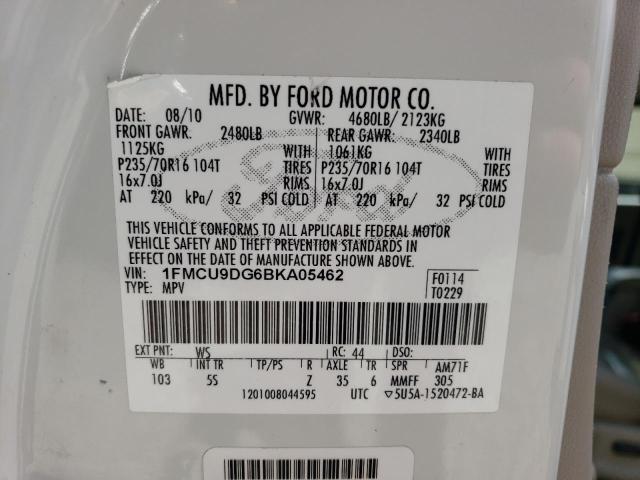 MFD. BY FORD MOTOR CO.
DATE: 08/10 GVWR: 4680LB/ 2123KG
FRONT GAWR: 2480LB REAR GAWR: 2340LB
1125KG WITH 1061KG WITH
P235/70R16 104T TIRES P235/70R16 104T TIRES
16x7.0J RIMS 16x7.0J RIMS
AT 220 kPa/ 32 PSI COLD AT 220 kPa/ 32 PSI COLD
Ford
THIS VEHICLE CONFORMS TO ALL APPLICABLE FEDERAL MOTOR
VEHICLE SAFETY AND THEFT PREVENTION STANDARDS IN
EFFECT ON THE DATE OF MANUFACTURE SHOWN ABOVE.
VIN: 1FMCU9DG6BKA05462 F0114
TYPE: MPV T0229
EXT PNT: WS RC: 44 DSO:
WB INT TR TP/PS R AXLE TR SPR AM71F
103 5S Z 35 6 MMFF 305
1201008044595 UTC ▽5U5A-1520472-BA